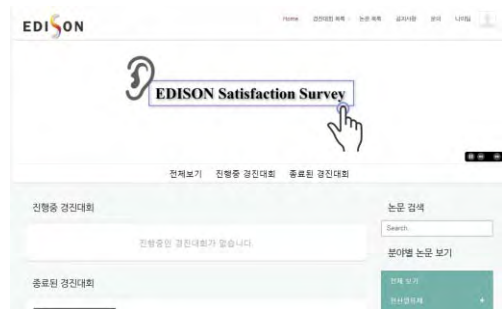 EDISON
Home 경진대회 목록 논문 목록 공지사항 문의 나의일
EDISON Satisfaction Survey
전체보기 진행중 경진대회 종료된 경진대회
진행중 경진대회
진행중인 경진대회가 없습니다.
종료된 경진대회
논문 검색
Search..
분야별 논문 보기
전체 보기
전산열유체